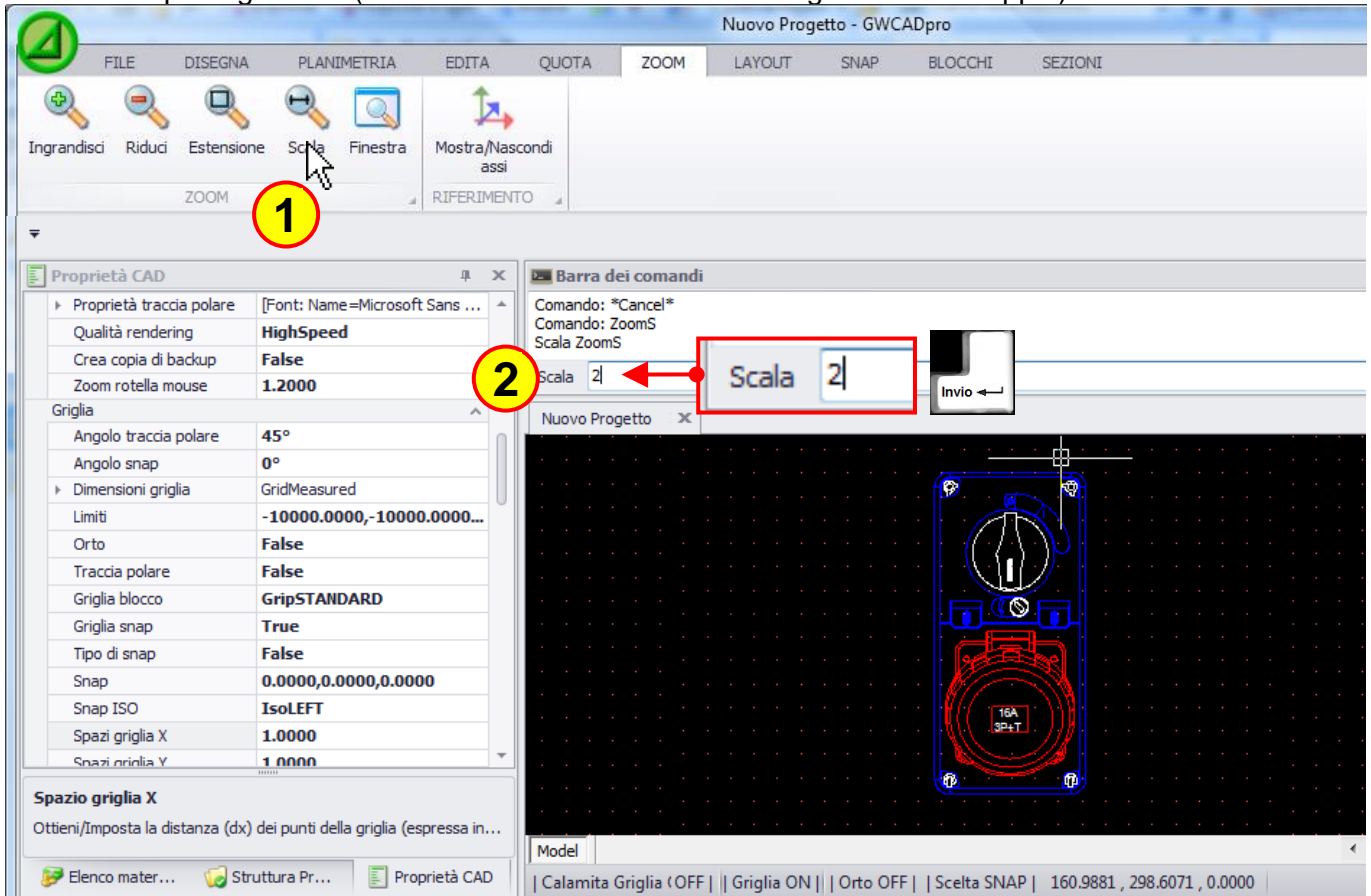 Nuovo Progetto - GWCADpro
FILE DISEGNA PLANIMETRIA EDITA QUOTA ZOOM LAYOUT SNAP BLOCCHI SEZIONI
Ingrandisci Riduci Estensione Scala Finestra Mostra/Nascondi assi
ZOOM RIFERIMENTO
1
Proprietà CAD
Proprietà traccia polare [Font: Name=Microsoft Sans ...
Qualità rendering HighSpeed
Crea copia di backup False
Zoom rotella mouse 1.2000
Griglia
Angolo traccia polare 45°
Angolo snap 0°
Dimensioni griglia GridMeasured
Limiti -10000.0000,-10000.0000...
Orto False
Traccia polare False
Griglia blocco GripSTANDARD
Griglia snap True
Tipo di snap False
Snap 0.0000,0.0000,0.0000
Snap ISO IsoLEFT
Spazi griglia X 1.0000
Spazi griglia Y 1.0000
Spazio griglia X
Ottieni/Imposta la distanza (dx) dei punti della griglia (espressa in...
Elenco mater... Struttura Pr... Proprietà CAD
Barra dei comandi
Comando: *Cancel*
Comando: ZoomS
Scala ZoomS
2
Scala 2
Scala 2
Invio
Nuovo Progetto
16A
3P+T
Model
| Calamita Griglia (OFF | | Griglia ON | | Orto OFF | | Scelta SNAP | 160.9881 , 298.6071 , 0.0000